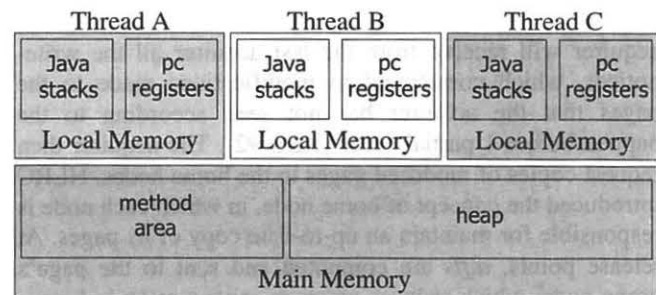 Thread A Thread B Thread C
Java stacks pc registers Java stacks pc registers Java stacks pc registers
Local Memory Local Memory Local Memory
method area heap
Main Memory